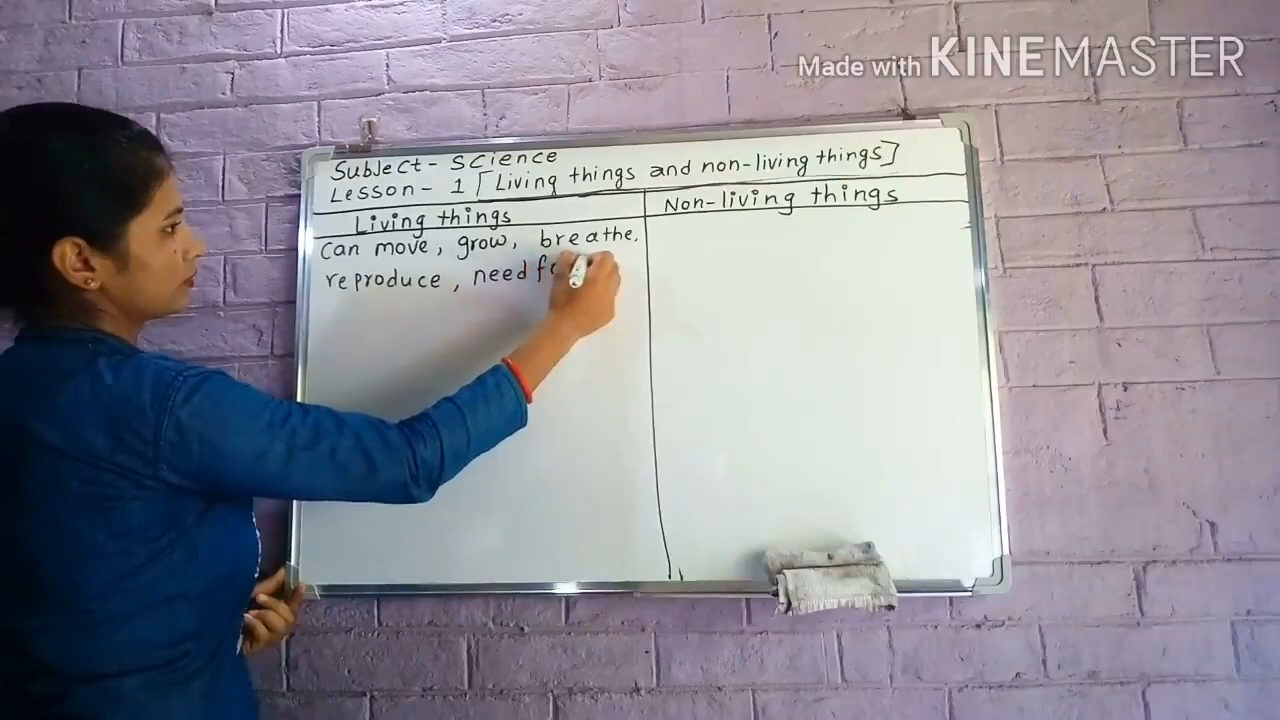 Made with KINEMASTER
Subject - Science
Lesson - 1 [Living things and non-living things]
Living things
Non-living things
Can move, grow, breathe.
reproduce, need